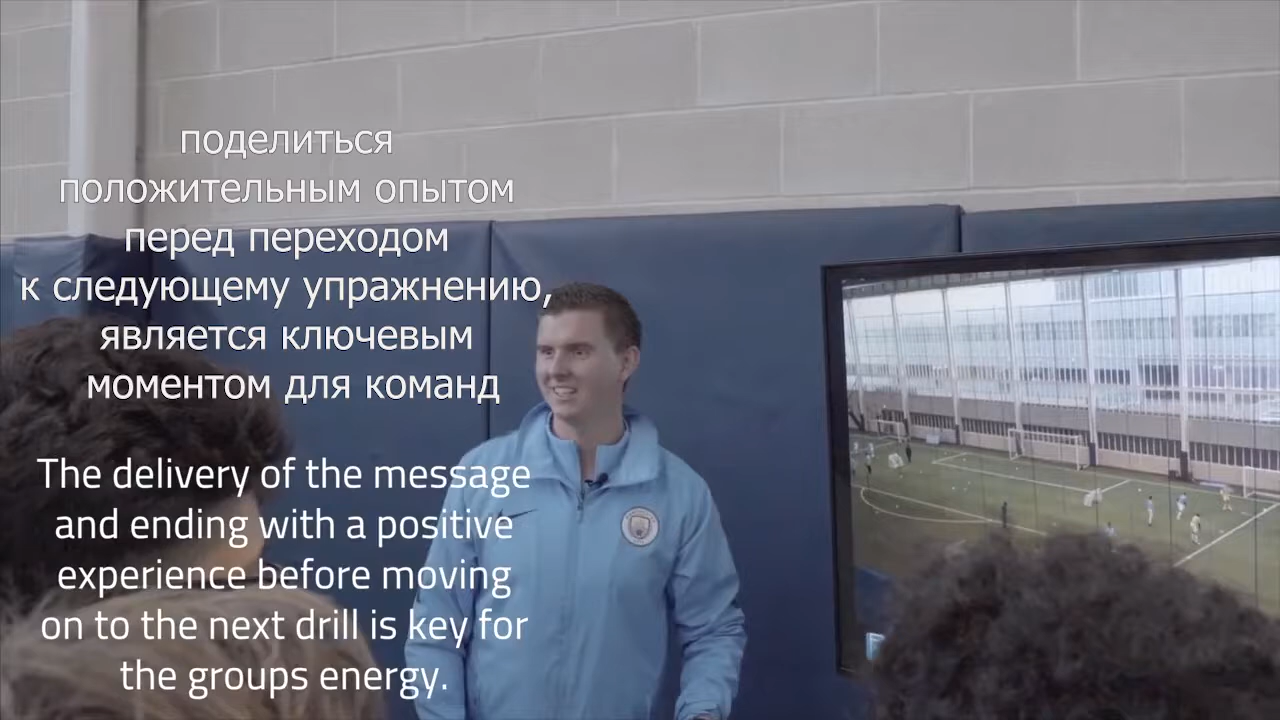 поделиться
положительным опытом
перед переходом
к следующему упражнению,
является ключевым
моментом для команд
The delivery of the message
and ending with a positive
experience before moving
on to the next drill is key for
the groups energy.